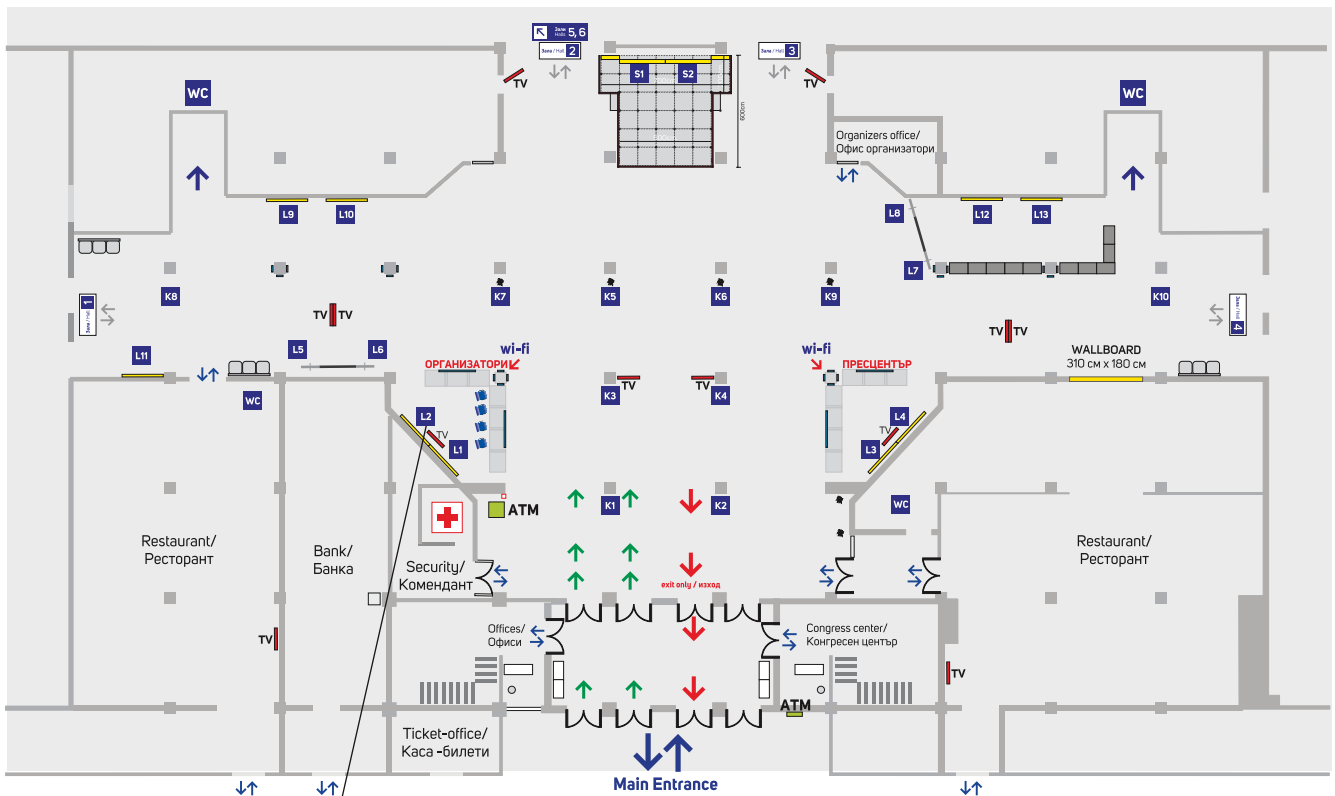 Зала Halls 5, 6
Зала / Hall 2
Зала / Hall 3
TV
TV
S1
S2
600cm
WC
WC
Organizers office/
Офис организатори
L9
L10
L8
L12
L13
L7
K8
K7
K5
K6
K9
K10
Зала / Hall 1
Зала / Hall 4
TV TV
TV TV
L11
L5
L6
wi-fi
wi-fi
ОРГАНИЗАТОРИ
ПРЕСЦЕНТЪР
WALLBOARD
310 см x 180 см
TV
TV
WC
K3
K4
L2
TV
L1
L4
TV
L3
K1
K2
WC
ATM
Restaurant/
Ресторант
Bank/
Банка
Security/
Комендант
exit only / изход
Restaurant/
Ресторант
TV
Offices/
Офиси
Congress center/
Конгресен център
TV
ATM
Ticket-office/
Каса -билети
Main Entrance